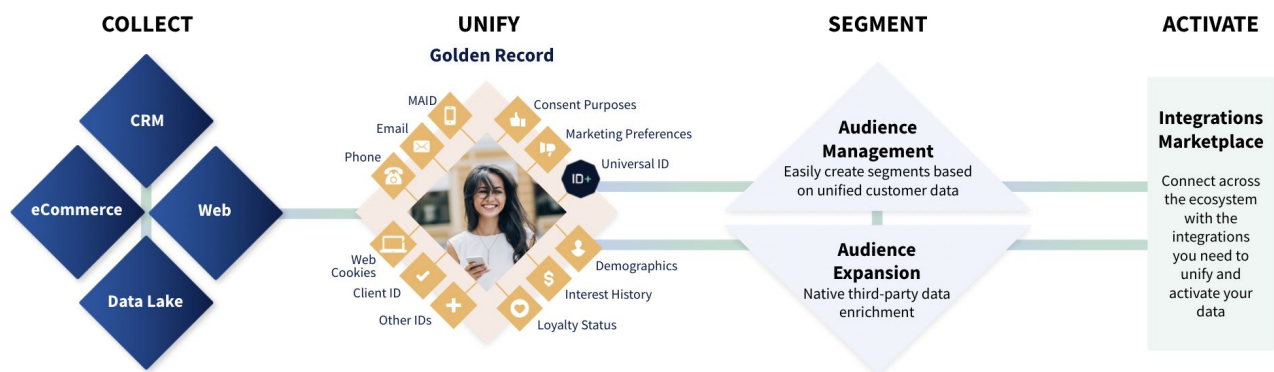 COLLECT
UNIFY
SEGMENT
ACTIVATE
CRM
eCommerce
Web
Data Lake
Golden Record
MAID
Email
Phone
Web
Cookies
Client ID
Other IDs
Consent Purposes
Marketing Preferences
Universal ID
ID+
Demographics
Interest History
Loyalty Status
Audience
Management
Easily create segments based
on unified customer data
Audience
Expansion
Native third-party data
enrichment
Integrations
Marketplace
Connect across
the ecosystem
with the
integrations
you need to
unify and
activate your
data